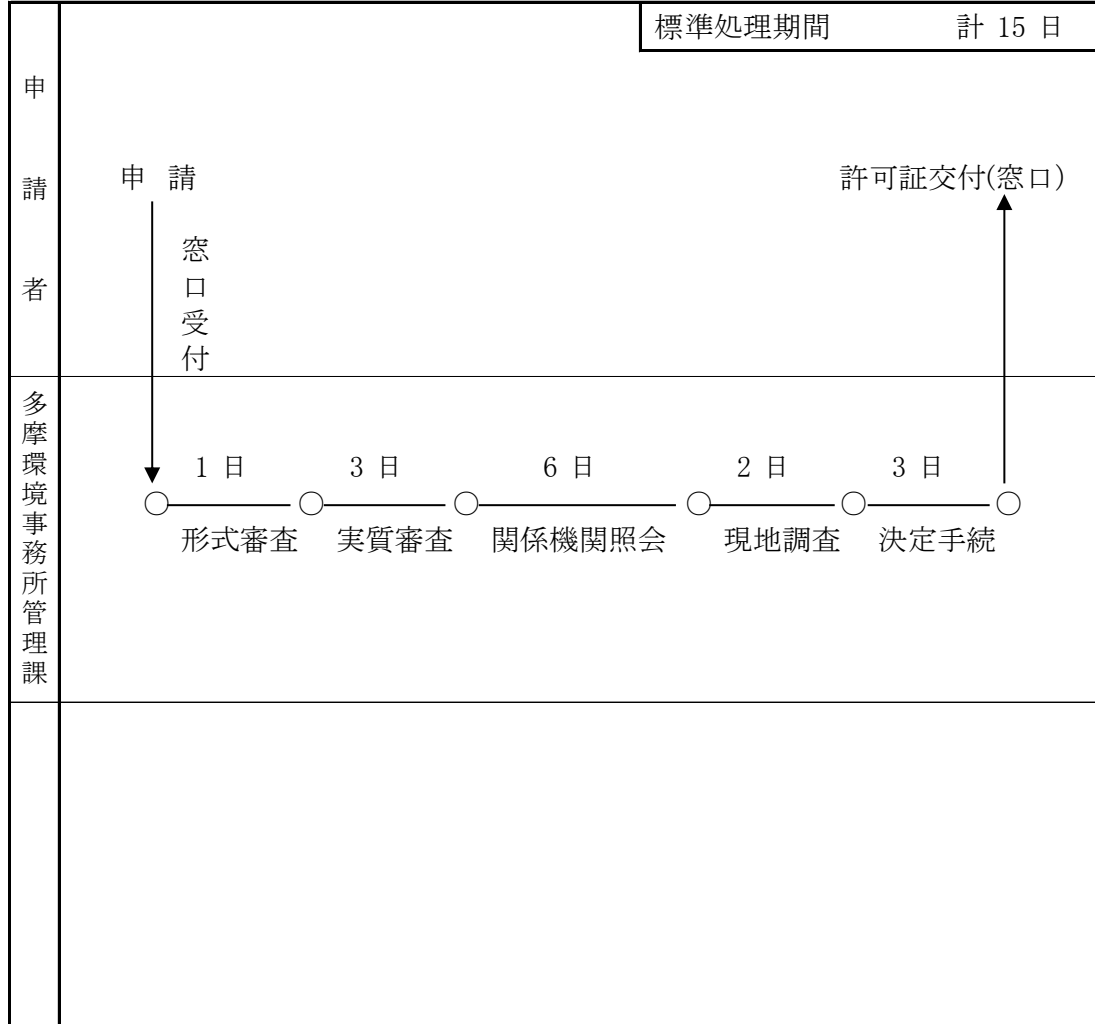 標準処理期間 計 15 日
申請者
申 請
許可証交付(窓口)
窓口受付
多摩環境事務所管理課
1 日 3 日 6 日 2 日 3 日
形式審査 実質審査 関係機関照会 現地調査 決定手続